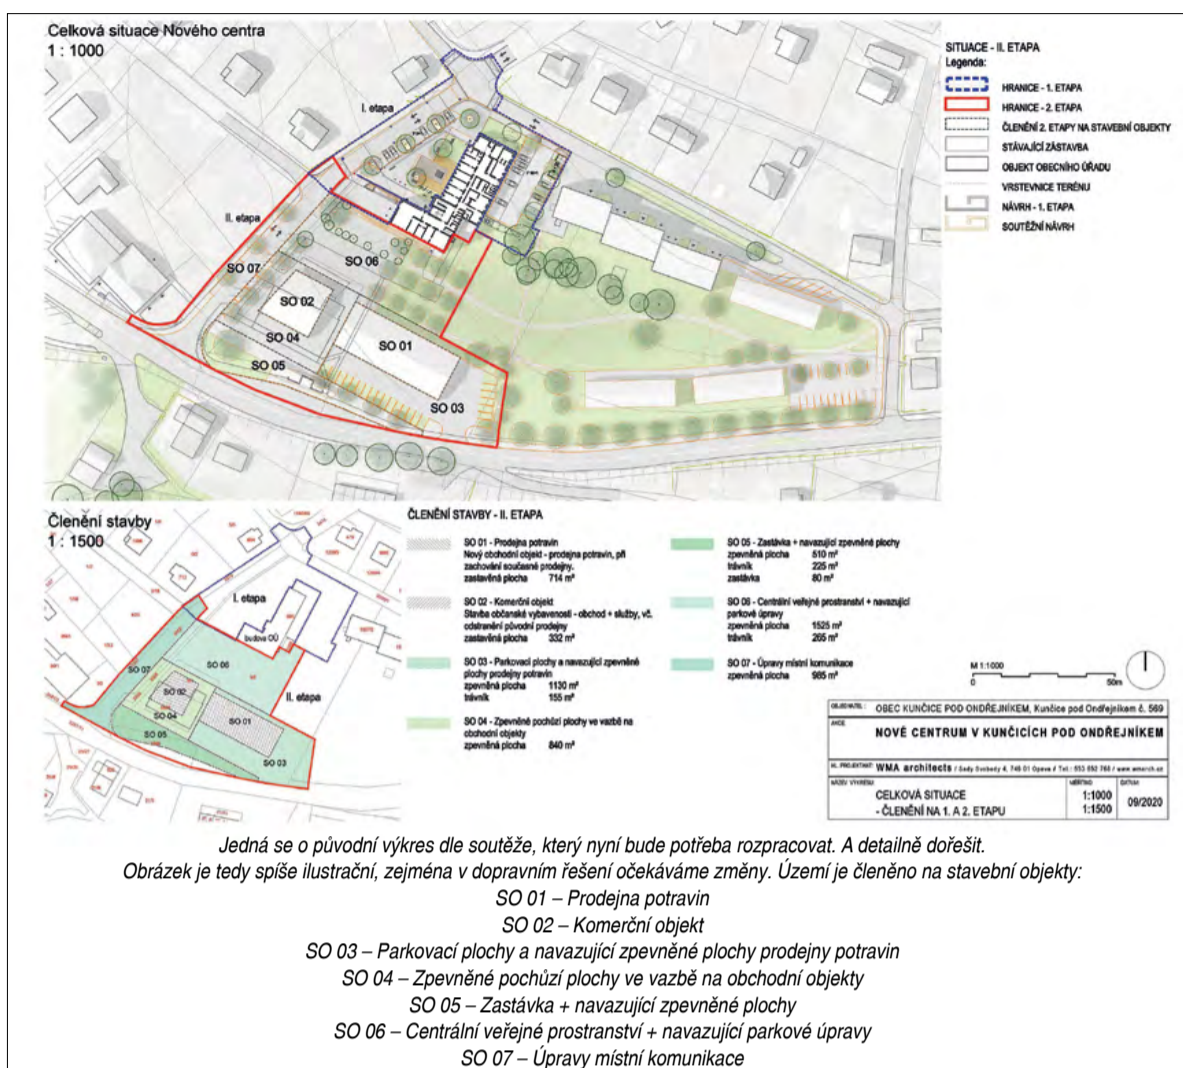 Celková situace Nového centra
1 : 1000
I. etapa
II. etapa
SO 07
SO 06
SO 02
SO 04
SO 01
SO 05
SO 03
SITUACE - II. ETAPA
Legenda:
HRANICE - 1. ETAPA
HRANICE - 2. ETAPA
ČLENĚNÍ 2. ETAPY NA STAVEBNÍ OBJEKTY
STÁVAJÍCÍ ZÁSTAVBA
OBJEKT OBECNÍHO ÚŘADU
VRSTEVNICE TERÉNU
NÁVRH - 1. ETAPA
SOUTĚŽNÍ NÁVRH
Členění stavby
1 : 1500
I. etapa
budova OÚ
SO 07
SO 06
II. etapa
SO 02
SO 04
SO 01
SO 05
SO 03
ČLENĚNÍ STAVBY - II. ETAPA
SO 01 - Prodejna potravin
Nový obchodní objekt - prodejna potravin, při
zachování současné prodejny.
zastavěná plocha 714 m²
SO 02 - Komerční objekt
Stavba občanské vybavenosti - obchod + služby, vč.
odstranění původní prodejny
zastavěná plocha 332 m²
SO 03 - Parkovací plochy a navazující zpevněné
plochy prodejny potravin
zpevněná plocha 1130 m²
trávník 155 m²
SO 04 - Zpevněné pochůzí plochy ve vazbě na
obchodní objekty
zpevněná plocha 840 m²
SO 05 - Zastávka + navazující zpevněné plochy
zpevněná plocha 510 m²
trávník 225 m²
zastávka 80 m²
SO 06 - Centrální veřejné prostranství + navazující
parkové úpravy
zpevněná plocha 1525 m²
trávník 265 m²
SO 07 - Úpravy místní komunikace
zpevněná plocha 985 m²
M 1:1000
0 50m
OBJEDNATEL: OBEC KUNČICE POD ONDŘEJNÍKEM, Kunčice pod Ondřejníkem č. 569
AKCE
NOVÉ CENTRUM V KUNČICÍCH POD ONDŘEJNÍKEM
HL. PROJEKTANT: WMA architects / Sady Svobody 4, 746 01 Opava
NÁZEV VÝKRESU MĚŘÍTKO DATUM
CELKOVÁ SITUACE 1:1000 09/2020
- ČLENĚNÍ NA 1. A 2. ETAPU 1:1500
Jedná se o původní výkres dle soutěže, který nyní bude potřeba rozpracovat. A detailně dořešit.
Obrázek je tedy spíše ilustrační, zejména v dopravním řešení očekáváme změny. Území je členěno na stavební objekty:
SO 01 – Prodejna potravin
SO 02 – Komerční objekt
SO 03 – Parkovací plochy a navazující zpevněné plochy prodejny potravin
SO 04 – Zpevněné pochůzí plochy ve vazbě na obchodní objekty
SO 05 – Zastávka + navazující zpevněné plochy
SO 06 – Centrální veřejné prostranství + navazující parkové úpravy
SO 07 – Úpravy místní komunikace